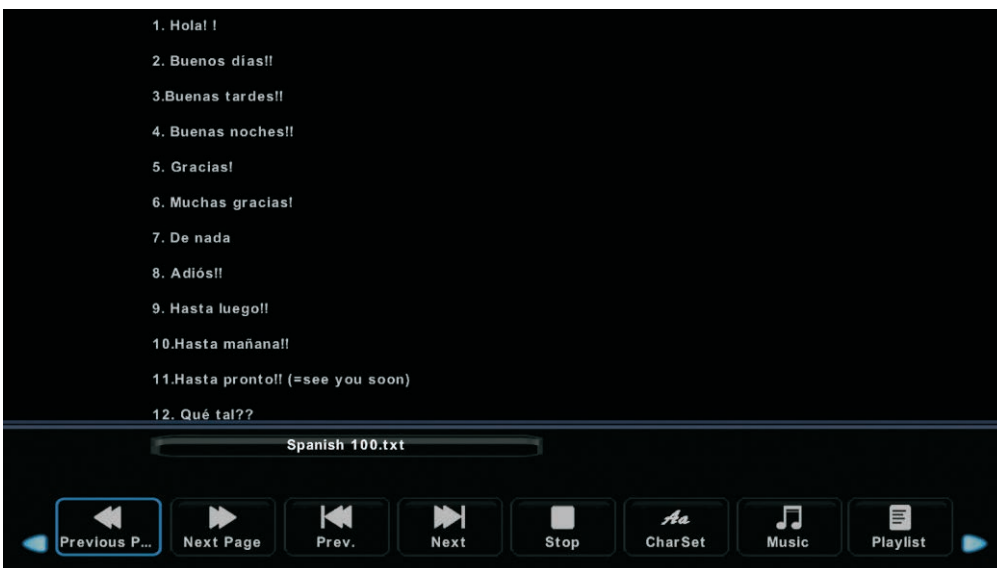 1. Hola! !
2. Buenos días!!
3.Buenas tardes!!
4. Buenas noches!!
5. Gracias!
6. Muchas gracias!
7. De nada
8. Adiós!!
9. Hasta luego!!
10.Hasta mañana!!
11.Hasta pronto!! (=see you soon)
12. Qué tal??
Spanish 100.txt
Previous P... Next Page Prev. Next Stop CharSet Music Playlist